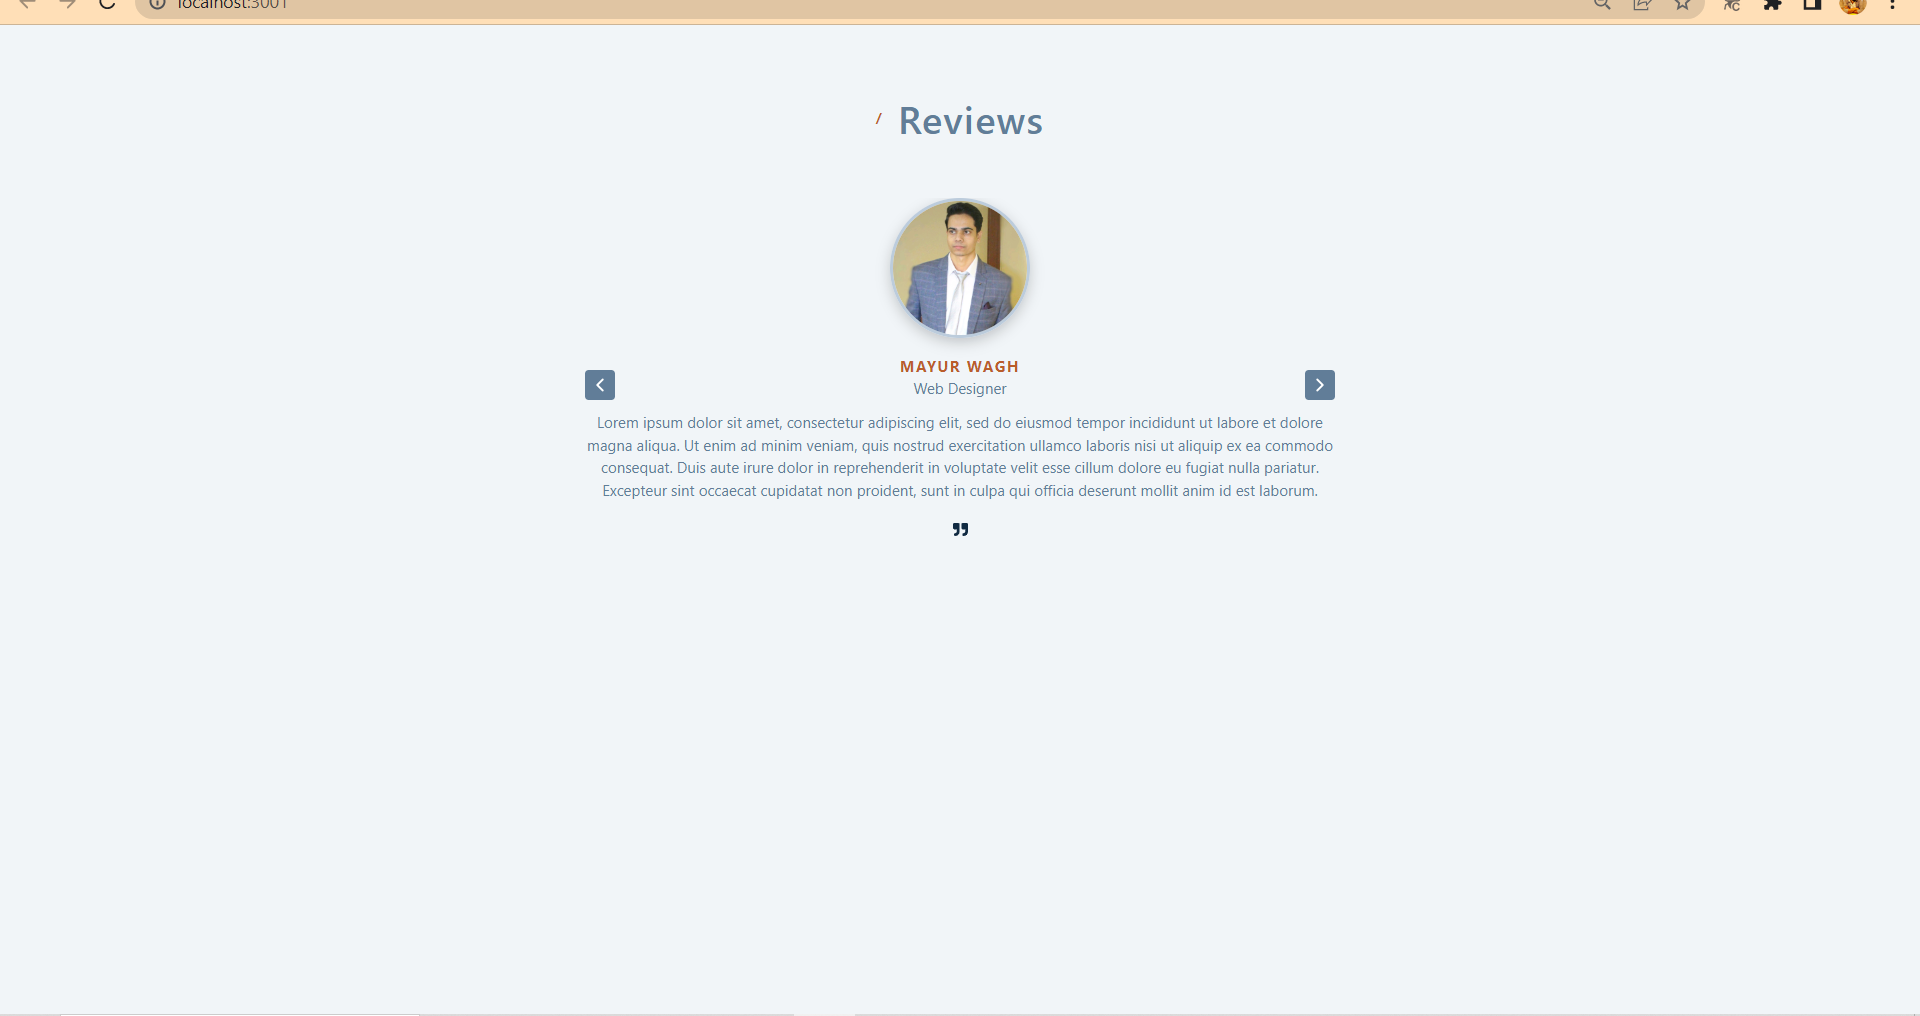 localhost:3001
/ Reviews
MAYUR WAGH
Web Designer
Lorem ipsum dolor sit amet, consectetur adipiscing elit, sed do eiusmod tempor incididunt ut labore et dolore
magna aliqua. Ut enim ad minim veniam, quis nostrud exercitation ullamco laboris nisi ut aliquip ex ea commodo
consequat. Duis aute irure dolor in reprehenderit in voluptate velit esse cillum dolore eu fugiat nulla pariatur.
Excepteur sint occaecat cupidatat non proident, sunt in culpa qui officia deserunt mollit anim id est laborum.